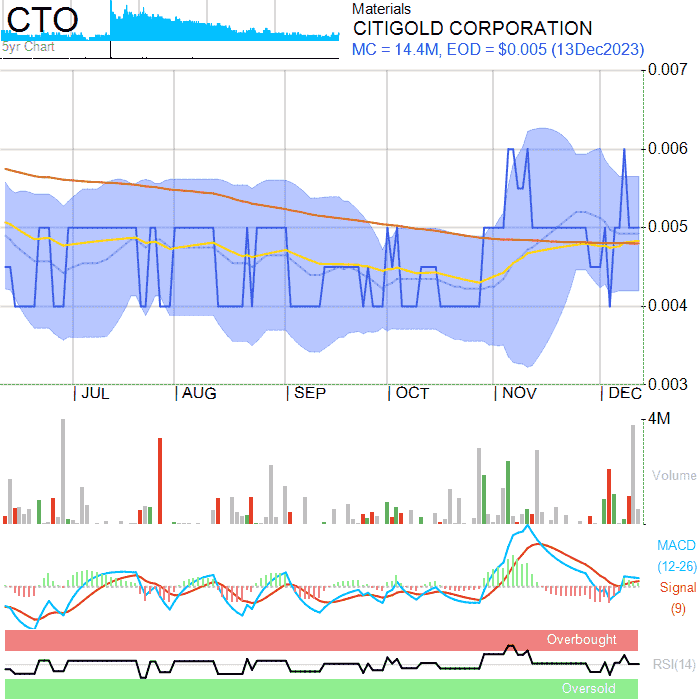 CTO
5yr Chart
Materials
CITIGOLD CORPORATION
MC = 14.4M, EOD = $0.005 (13Dec2023)
0.007
0.006
0.005
0.004
0.003
JUL
AUG
SEP
OCT
NOV
DEC
4M
Volume
MACD
(12-26)
Signal
(9)
Overbought
RSI(14)
Oversold